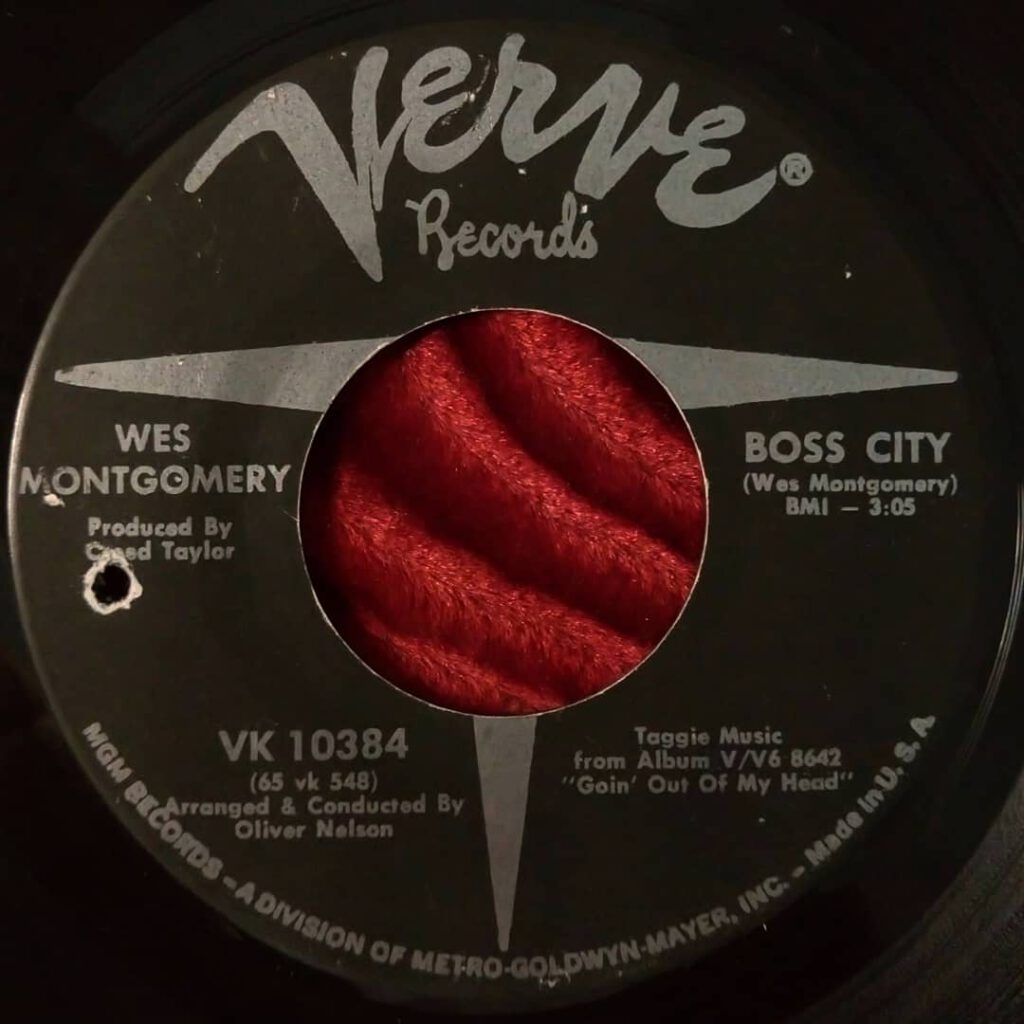 Verve®
Records
WES
MONTGOMERY
Produced By
Creed Taylor
BOSS CITY
(Wes Montgomery)
BMI – 3:05
VK 10384
(65 vk 548)
Arranged & Conducted By
Oliver Nelson
Taggie Music
from Album V/V6 8642
"Goin' Out Of My Head"
MGM RECORDS – A DIVISION OF METRO-GOLDWYN-MAYER, INC. – Made in U. S. A